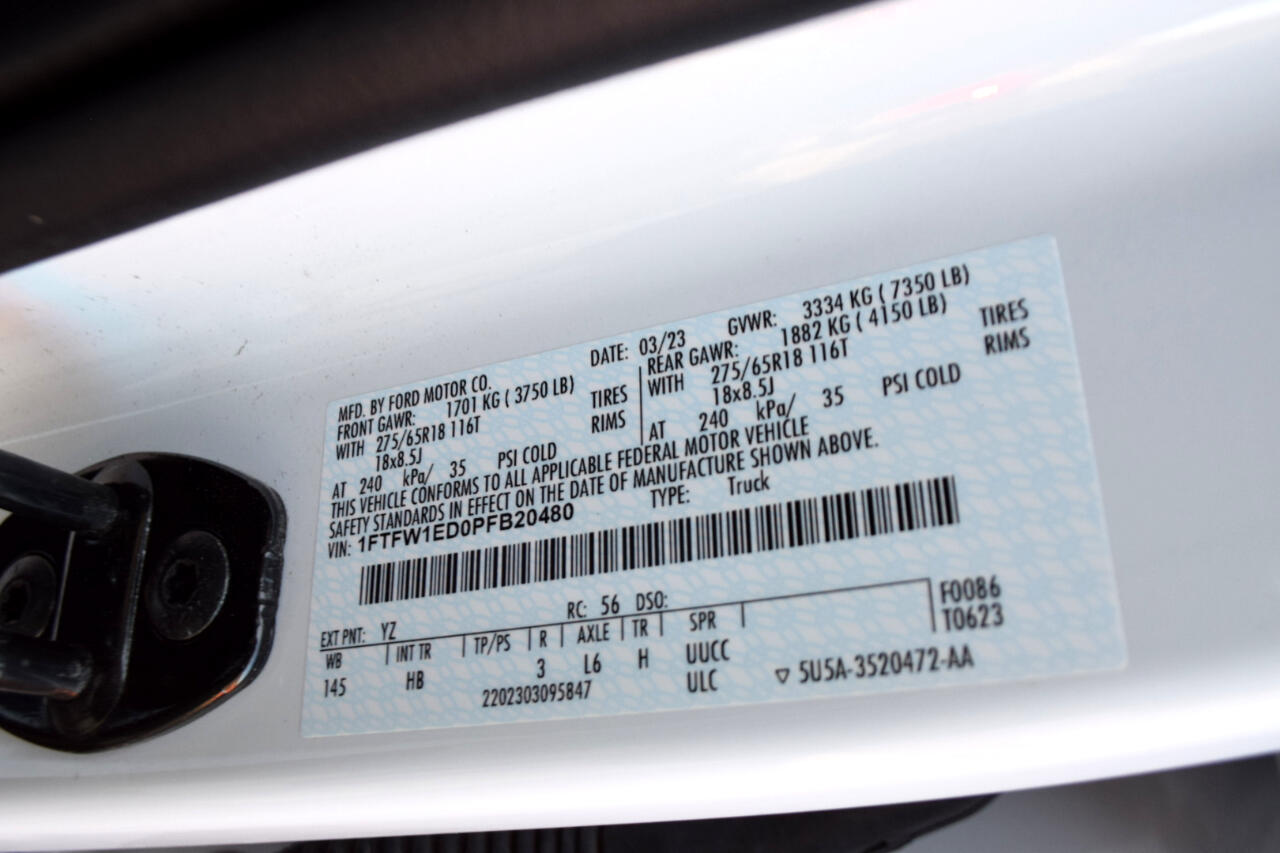 MFD. BY FORD MOTOR CO. DATE: 03/23 GVWR: 3334 KG ( 7350 LB)
FRONT GAWR: 1701 KG ( 3750 LB) REAR GAWR: 1882 KG ( 4150 LB)
WITH 275/65R18 116T TIRES WITH 275/65R18 116T TIRES
18x8.5J RIMS 18x8.5J RIMS
AT 240 kPa/ 35 PSI COLD AT 240 kPa/ 35 PSI COLD
THIS VEHICLE CONFORMS TO ALL APPLICABLE FEDERAL MOTOR VEHICLE
SAFETY STANDARDS IN EFFECT ON THE DATE OF MANUFACTURE SHOWN ABOVE.
VIN: 1FTFW1ED0PFB20480 TYPE: Truck
EXT PNT: YZ RC: 56 DSO: F0086
WB INT TR TP/PS R AXLE TR SPR T0623
145 HB 3 L6 H UUCC
2202303095847 ULC ▽ 5U5A-3520472-AA